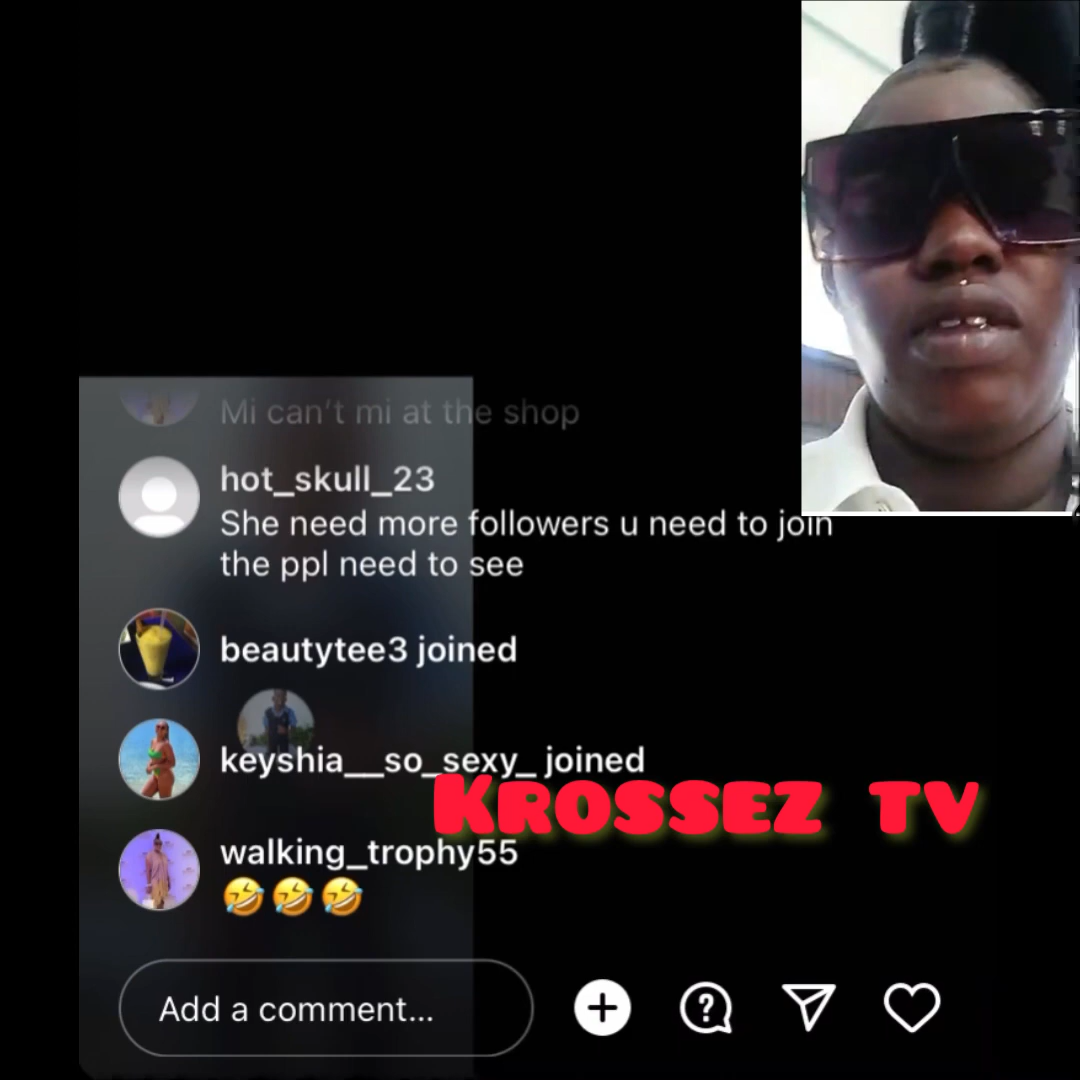 Mi can't mi at the shop
hot_skull_23
She need more followers u need to join
the ppl need to see
beautytee3 joined
keyshia__so_sexy_ joined
KROSSEZ TV
walking_trophy55
🤣🤣🤣
Add a comment...